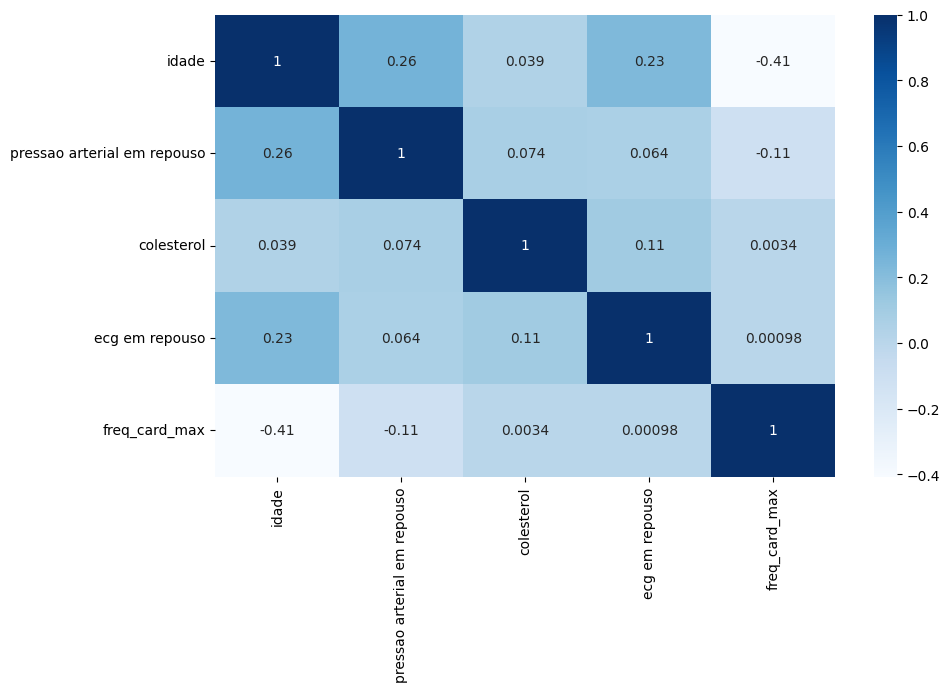 idade 1 0.26 0.039 0.23 -0.41
pressao arterial em repouso 0.26 1 0.074 0.064 -0.11
colesterol 0.039 0.074 1 0.11 0.0034
ecg em repouso 0.23 0.064 0.11 1 0.00098
freq_card_max -0.41 -0.11 0.0034 0.00098 1
idade
pressao arterial em repouso
colesterol
ecg em repouso
freq_card_max
1.0
0.8
0.6
0.4
0.2
0.0
−0.2
−0.4